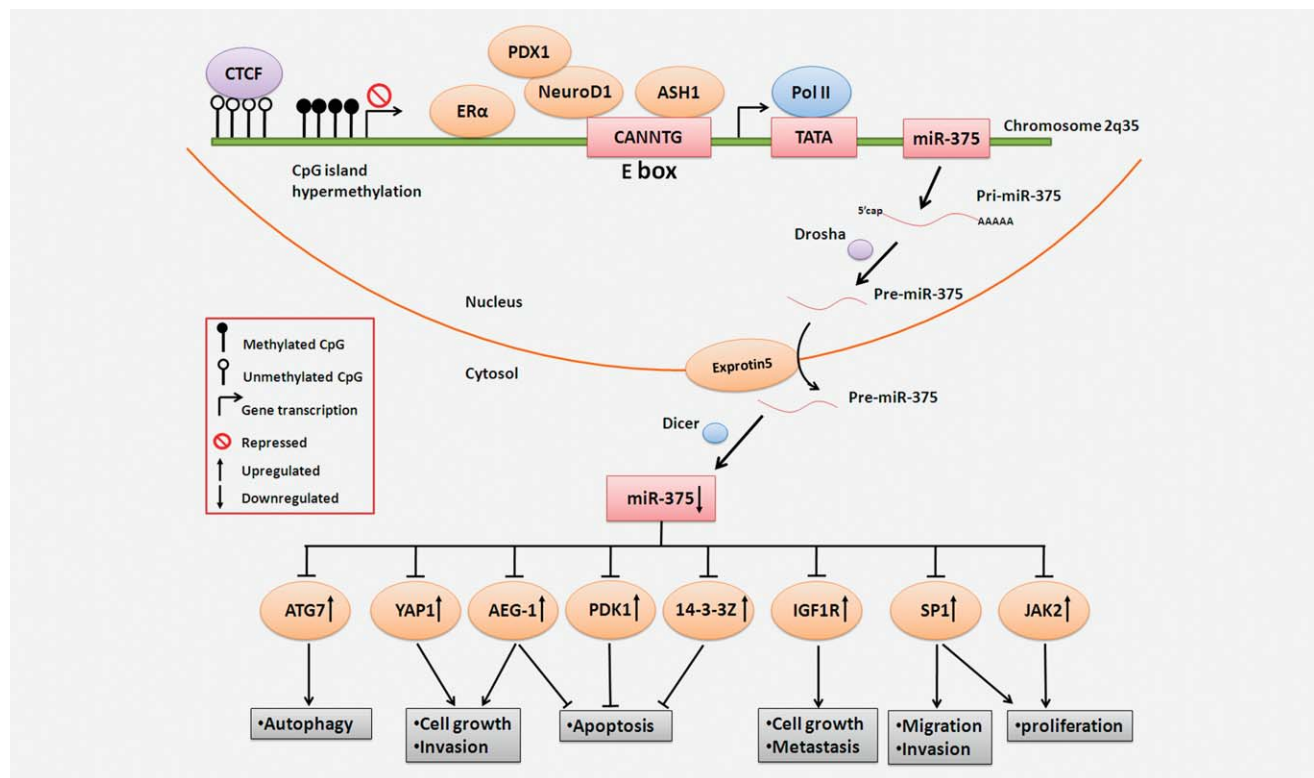 PDX1
CTCF
NeuroD1
ASH1
Pol II
ERα
CANNTG
TATA
miR-375
Chromosome 2q35
E box
CpG island
hypermethylation
5'cap
Pri-miR-375
AAAAA
Drosha
Pre-miR-375
Nucleus
Exprotin5
Cytosol
Pre-miR-375
Dicer
Methylated CpG
Unmethylated CpG
Gene transcription
Repressed
Upregulated
Downregulated
miR-375
ATG7
YAP1
AEG-1
PDK1
14-3-3Z
IGF1R
SP1
JAK2
•Autophagy
•Cell growth
•Invasion
•Apoptosis
•Cell growth
•Metastasis
•Migration
•Invasion
•proliferation